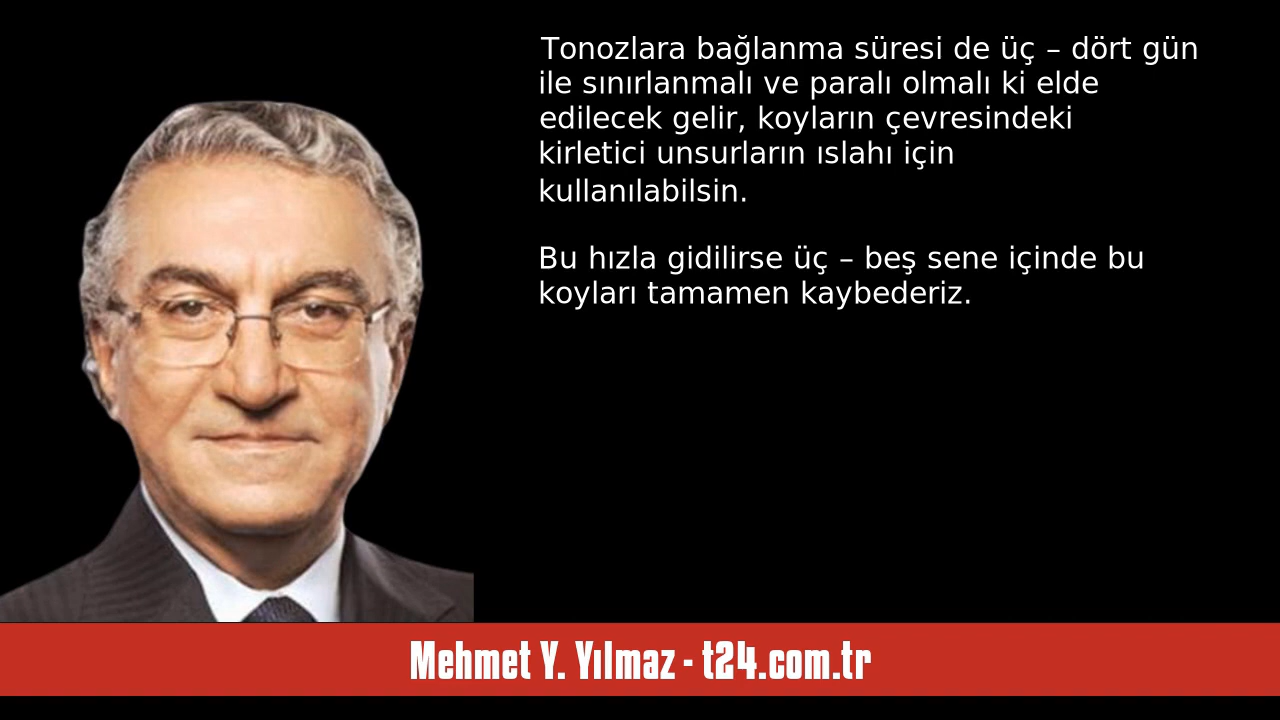 Tonozlara bağlanma süresi de üç – dört gün
ile sınırlanmalı ve paralı olmalı ki elde
edilecek gelir, koyların çevresindeki
kirletici unsurların ıslahı için
kullanılabilsin.
Bu hızla gidilirse üç – beş sene içinde bu
koyları tamamen kaybederiz.
Mehmet Y. Yılmaz - t24.com.tr